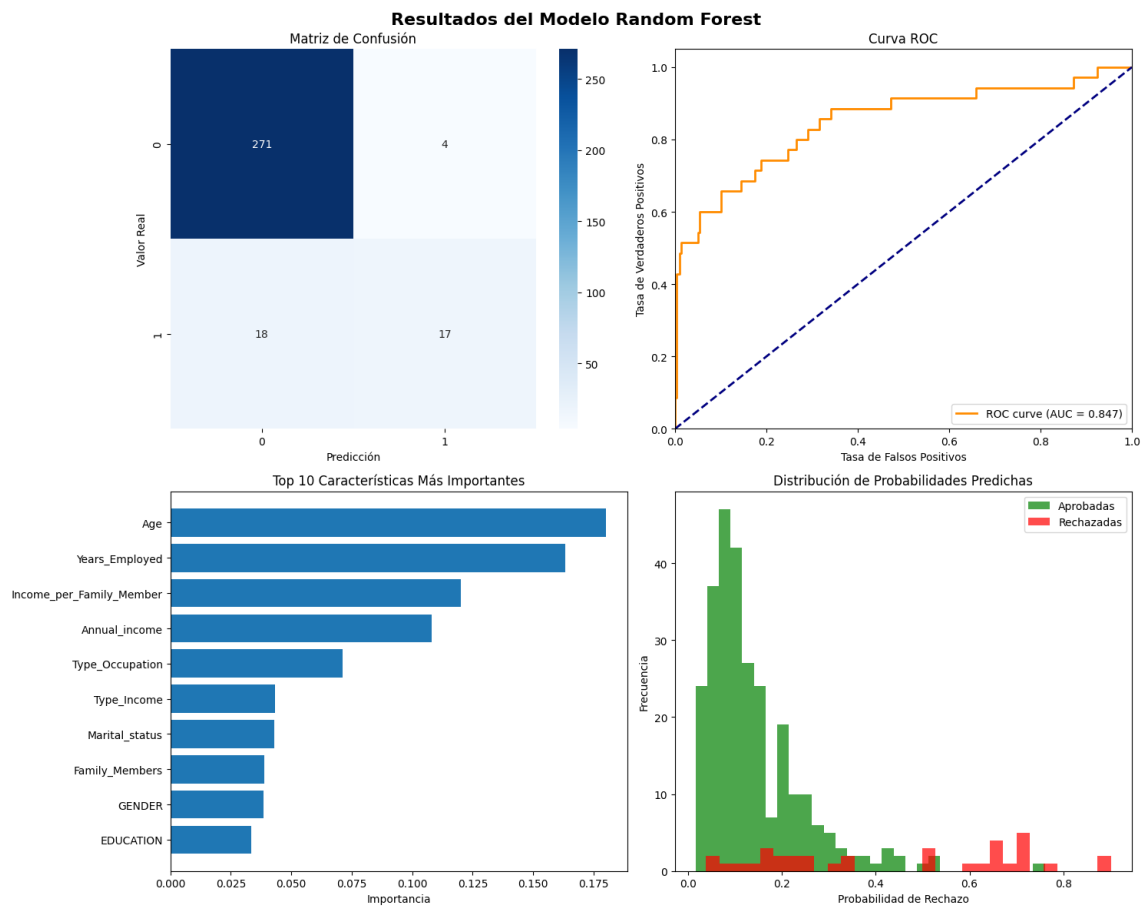 Resultados del Modelo Random Forest
Matriz de Confusión
271
4
18
17
0
1
Valor Real
0
1
Predicción
250
200
150
100
50
Curva ROC
1.0
0.8
0.6
0.4
0.2
0.0
Tasa de Verdaderos Positivos
ROC curve (AUC = 0.847)
0.0
0.2
0.4
0.6
0.8
1.0
Tasa de Falsos Positivos
Top 10 Características Más Importantes
Age
Years_Employed
Income_per_Family_Member
Annual_income
Type_Occupation
Type_Income
Marital_status
Family_Members
GENDER
EDUCATION
0.000
0.025
0.050
0.075
0.100
0.125
0.150
0.175
Importancia
Distribución de Probabilidades Predichas
Aprobadas
Rechazadas
40
30
20
10
0
Frecuencia
0.0
0.2
0.4
0.6
0.8
Probabilidad de Rechazo